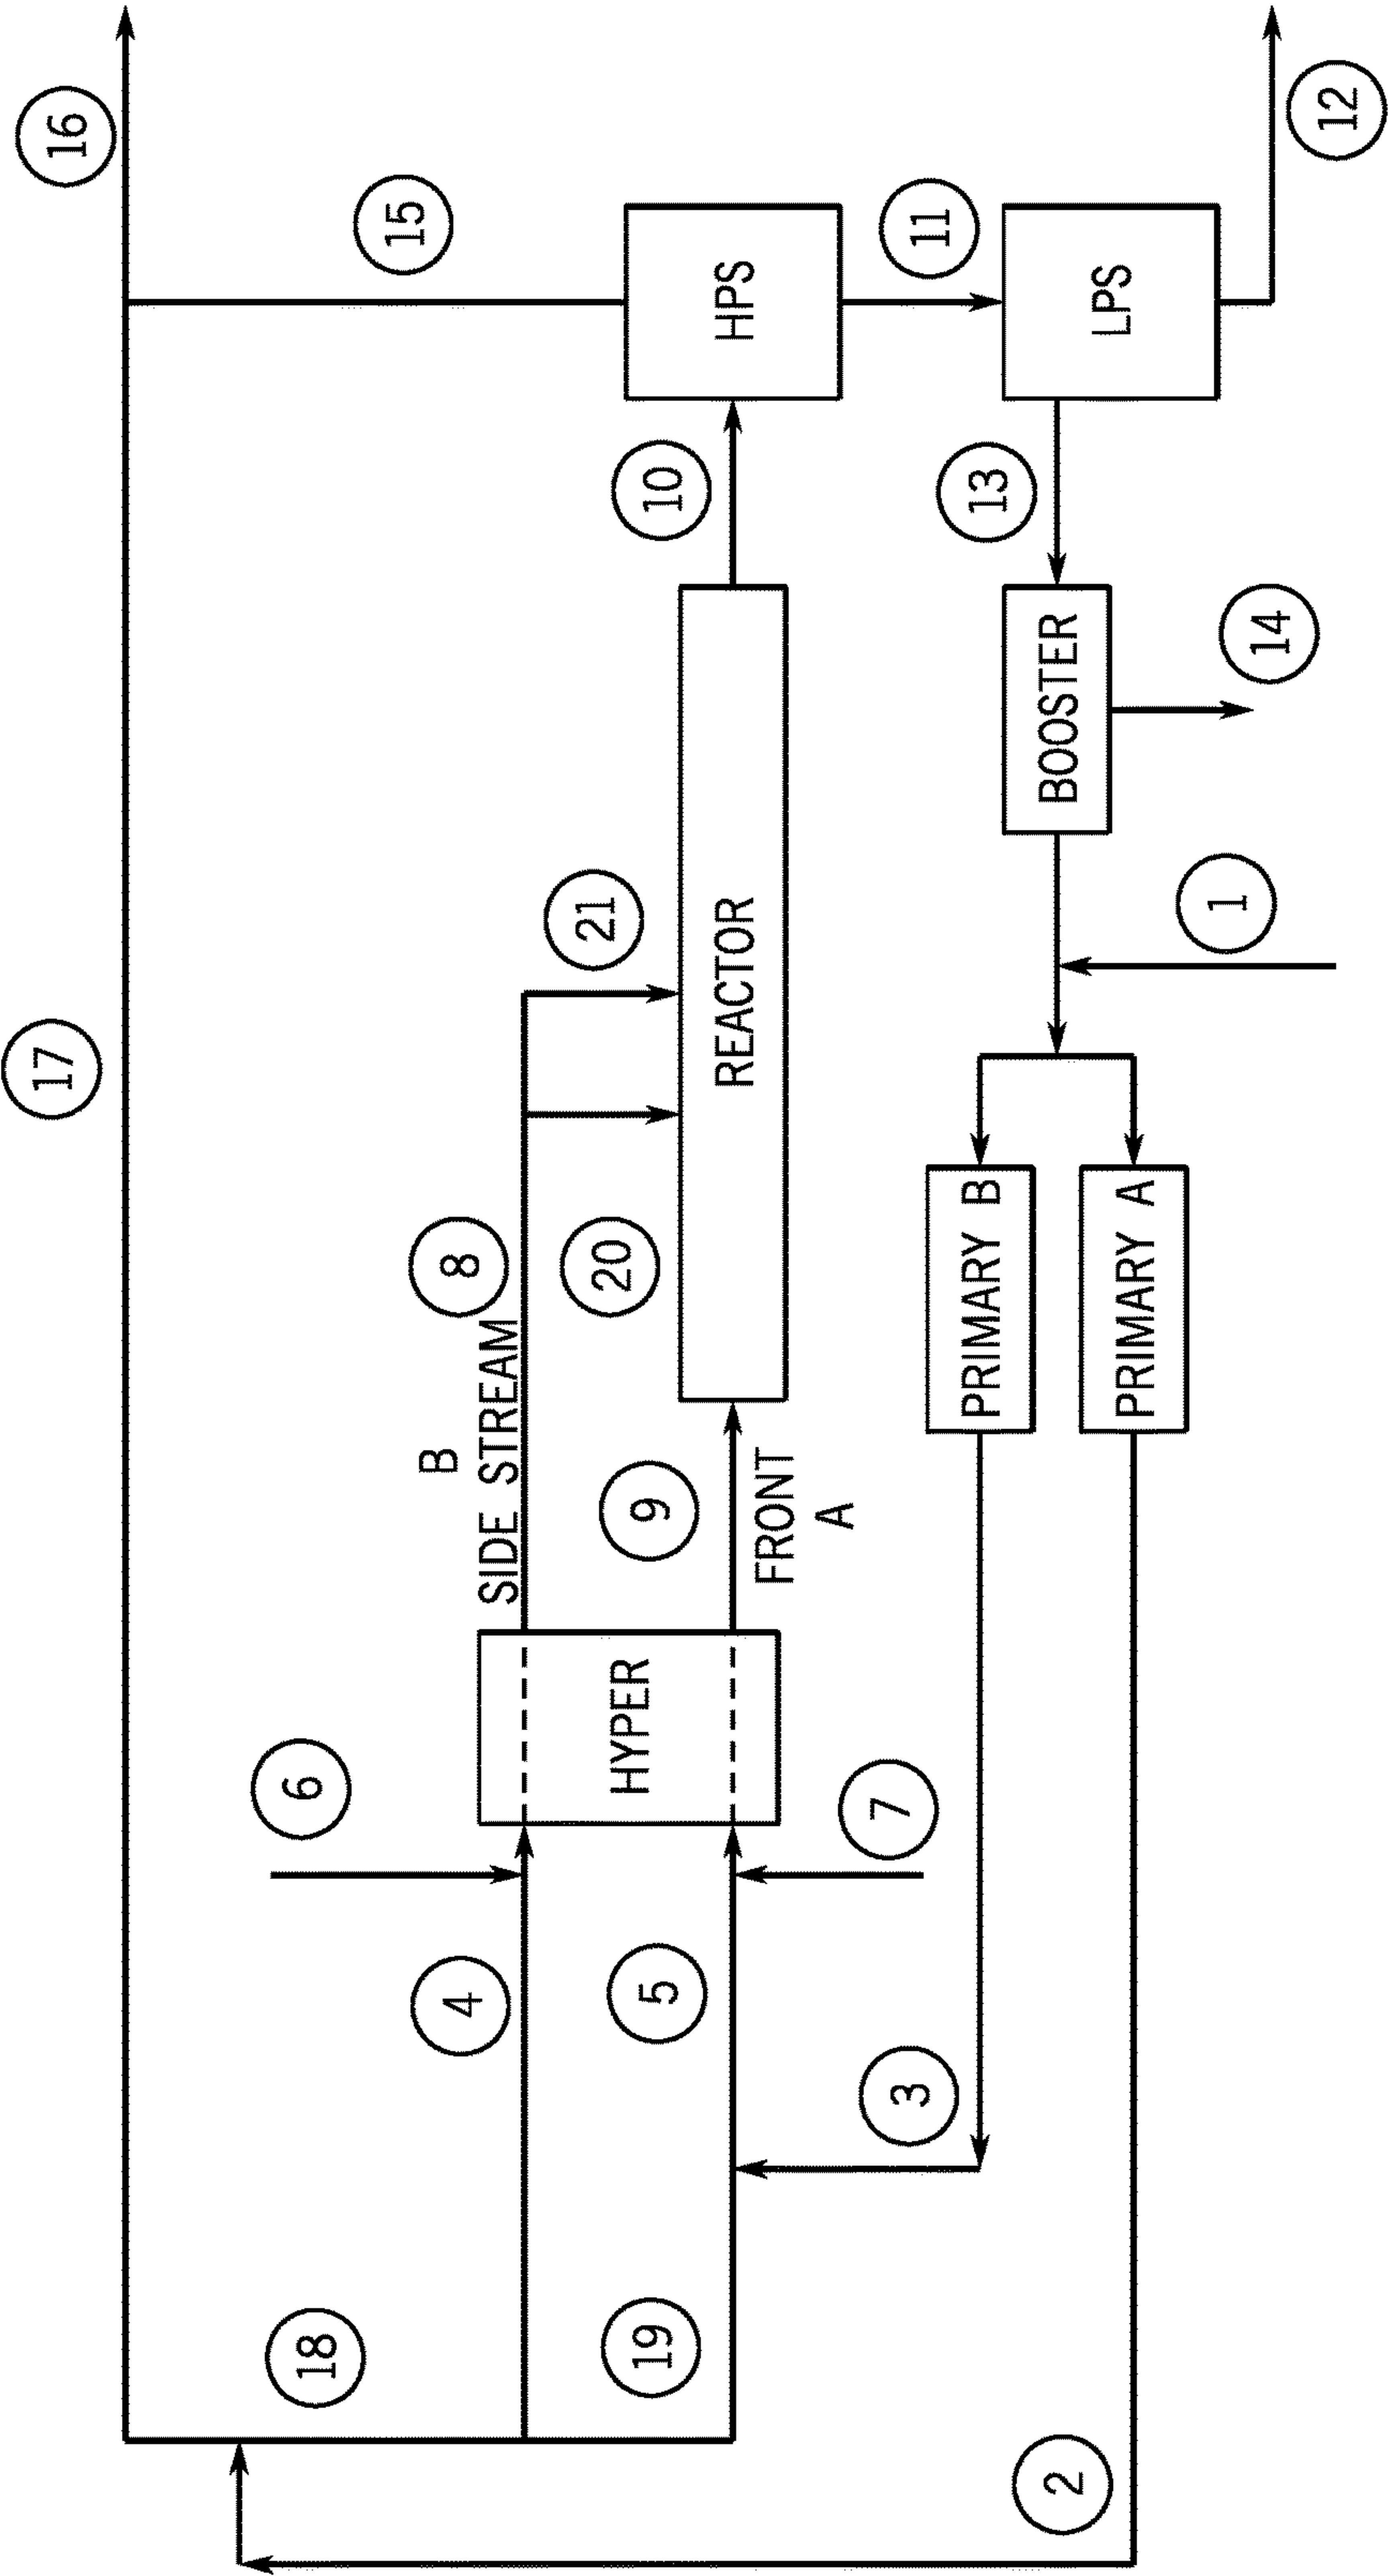 17
16
18
6
15
4
B
8
SIDE STREAM
19
5
HYPER
9
20
21
10
REACTOR
HPS
FRONT
A
3
7
11
PRIMARY B
13
2
BOOSTER
LPS
PRIMARY A
1
14
12